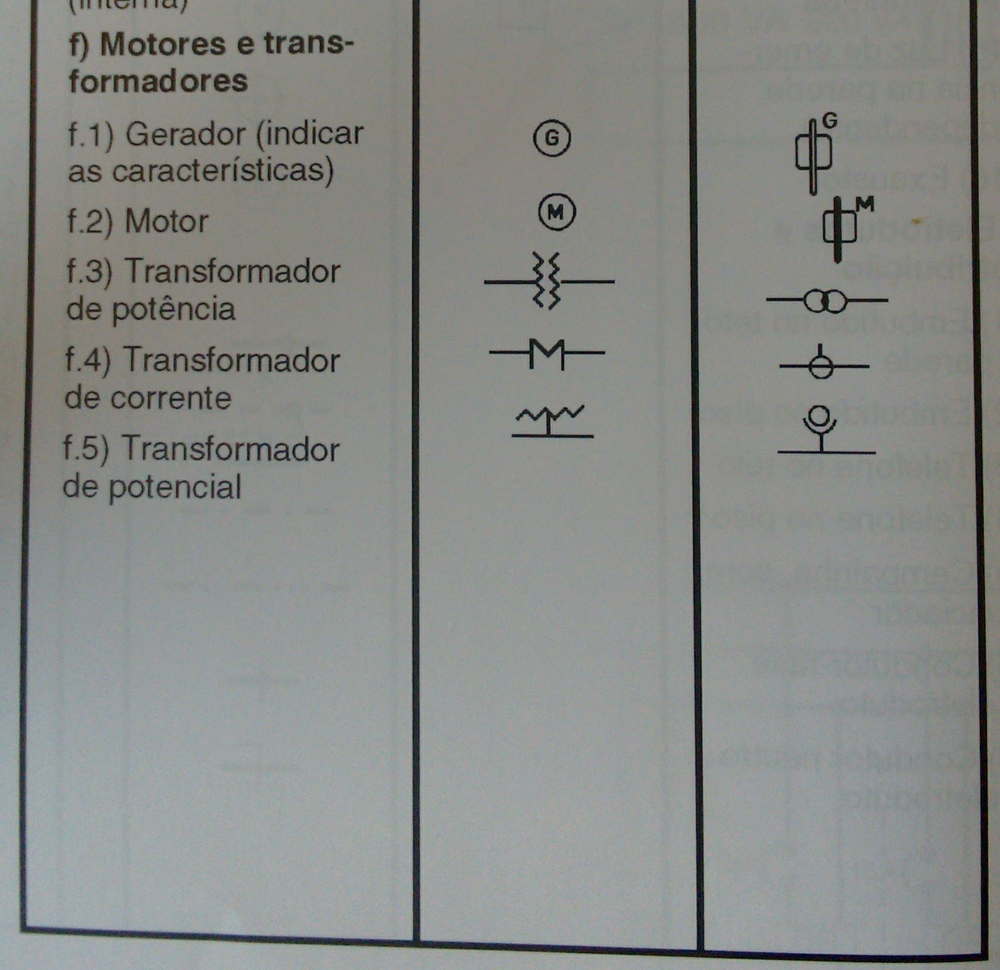 (interna)
f) Motores e trans-
formadores
f.1) Gerador (indicar
as características)
G
G
f.2) Motor
M
M
f.3) Transformador
de potência
f.4) Transformador
de corrente
f.5) Transformador
de potencial